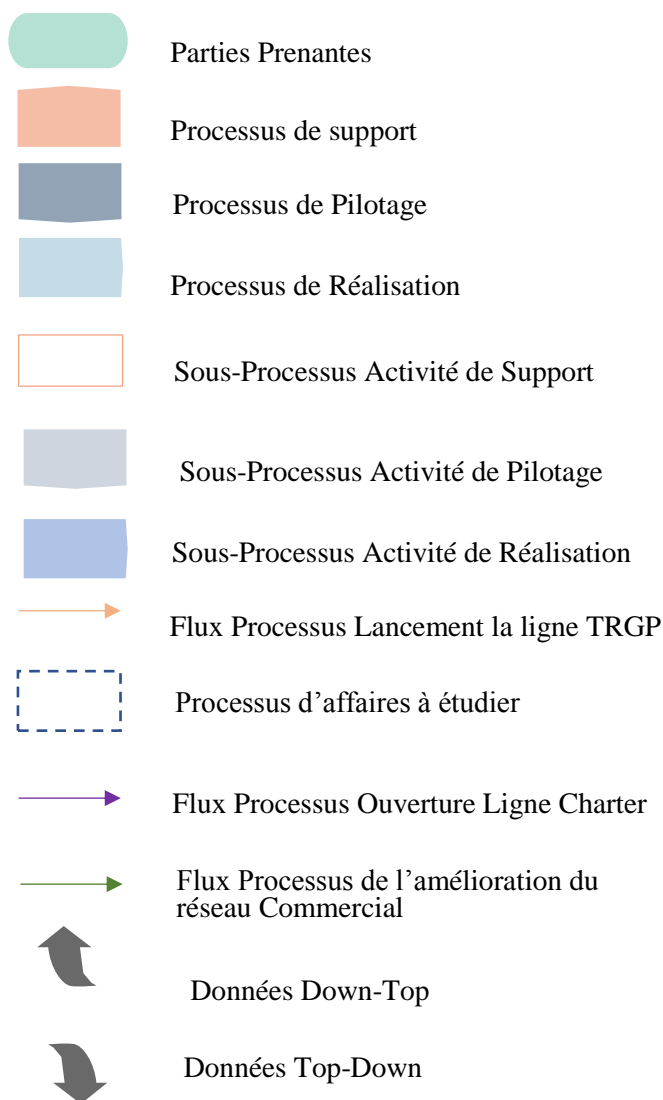 Parties Prenantes
Processus de support
Processus de Pilotage
Processus de Réalisation
Sous-Processus Activité de Support
Sous-Processus Activité de Pilotage
Sous-Processus Activité de Réalisation
Flux Processus Lancement la ligne TRGP
Processus d’affaires à étudier
Flux Processus Ouverture Ligne Charter
Flux Processus de l’amélioration du
réseau Commercial
Données Down-Top
Données Top-Down